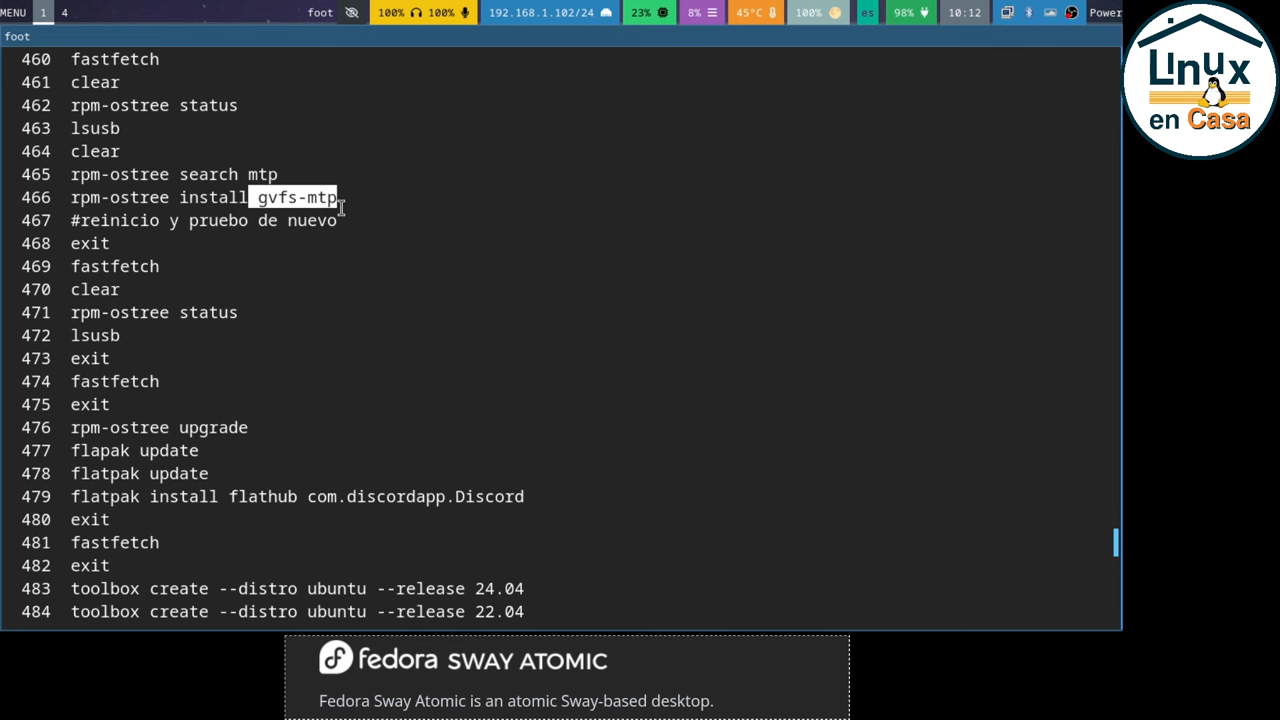 MENU 1 4 foot 100% 100% 192.168.1.102/24 23% 8% 45°C 100% es 98% 10:12 Power
foot
460 fastfetch
461 clear
462 rpm-ostree status
463 lsusb
464 clear
465 rpm-ostree search mtp
466 rpm-ostree install gvfs-mtp
467 #reinicio y pruebo de nuevo
468 exit
469 fastfetch
470 clear
471 rpm-ostree status
472 lsusb
473 exit
474 fastfetch
475 exit
476 rpm-ostree upgrade
477 flapak update
478 flatpak update
479 flatpak install flathub com.discordapp.Discord
480 exit
481 fastfetch
482 exit
483 toolbox create --distro ubuntu --release 24.04
484 toolbox create --distro ubuntu --release 22.04
Linux
en Casa
fedora SWAY ATOMIC
Fedora Sway Atomic is an atomic Sway-based desktop.